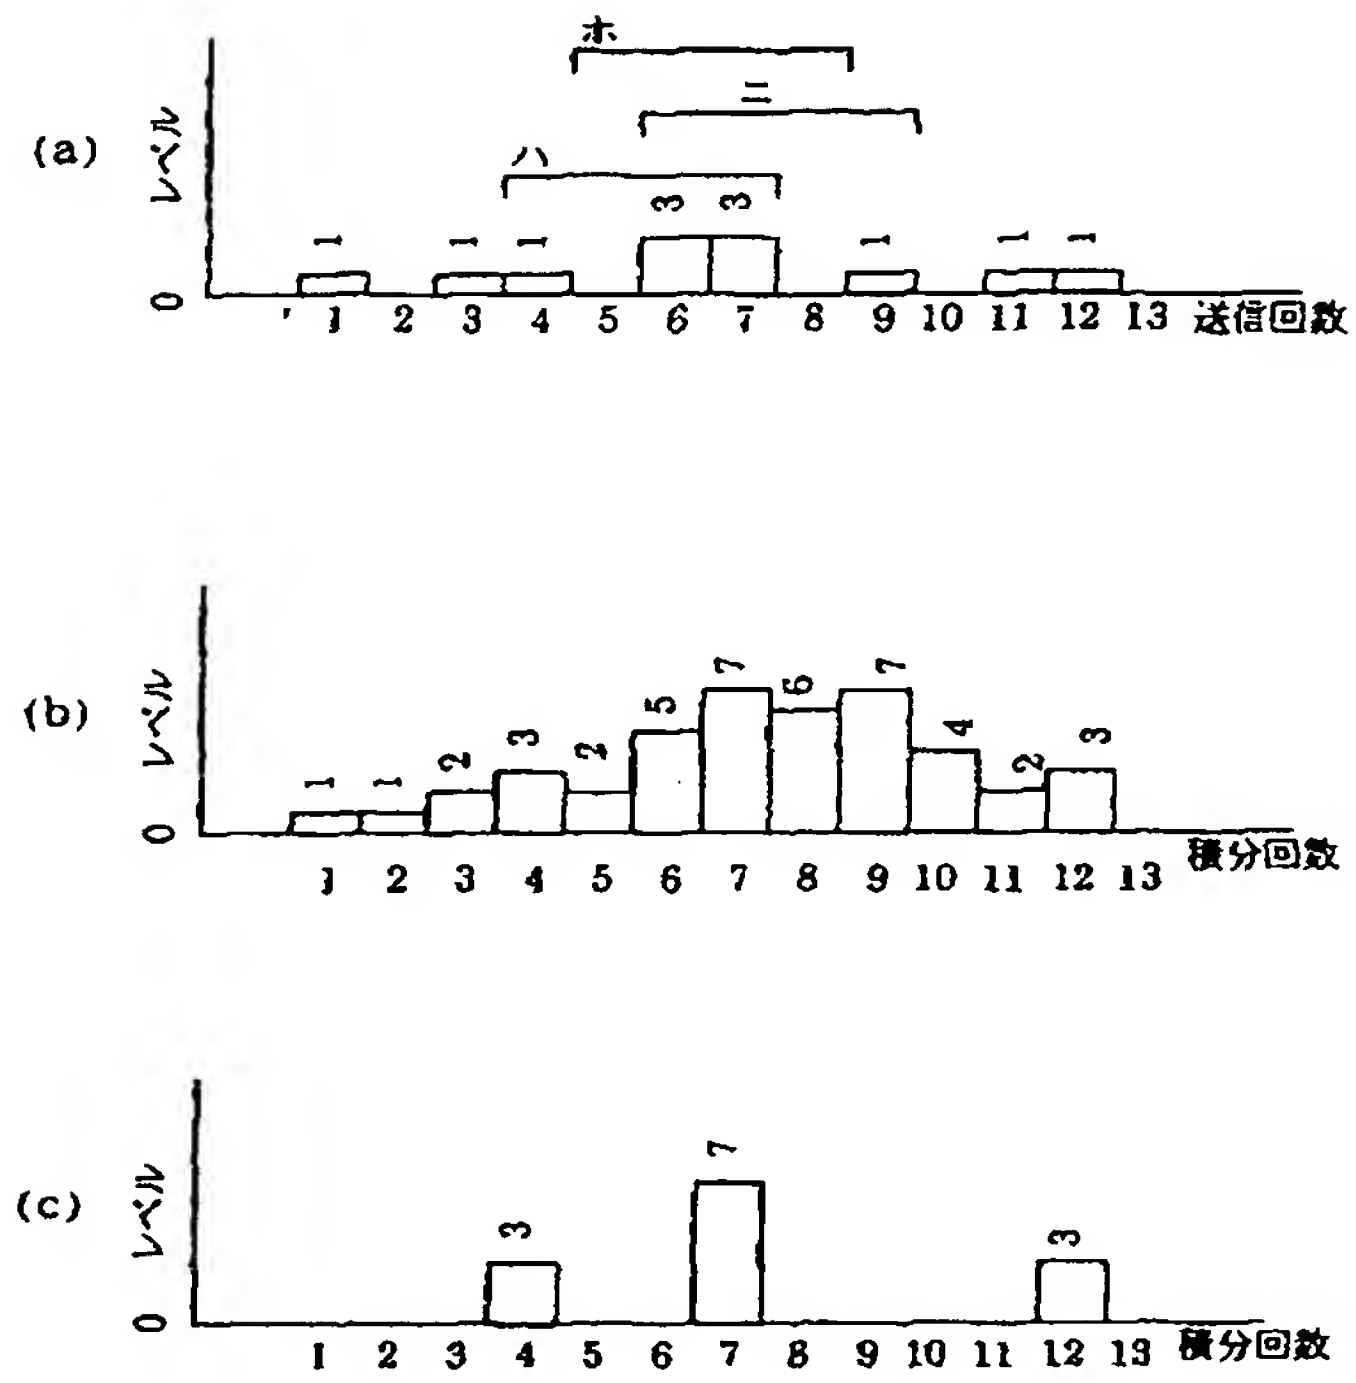 ホ
ニ
ハ
(a) レベル 0
1 1 1 3 3 1 1 1
1 2 3 4 5 6 7 8 9 10 11 12 13 送信回数
(b) レベル 0
1 1 2 3 2 5 7 6 7 4 2 3
1 2 3 4 5 6 7 8 9 10 11 12 13 積分回数
(c) レベル 0
3 7 3
1 2 3 4 5 6 7 8 9 10 11 12 13 積分回数